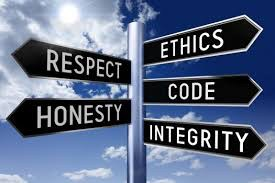 RESPECT
HONESTY
ETHICS
CODE
INTEGRITY